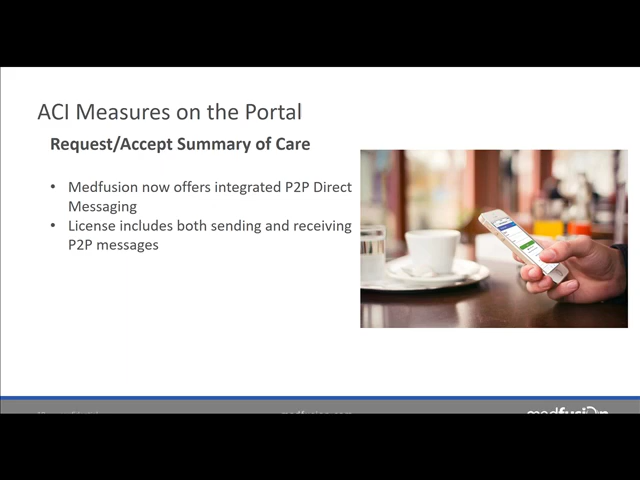 ACI Measures on the Portal
Request/Accept Summary of Care
• Medfusion now offers integrated P2P Direct
Messaging
• License includes both sending and receiving
P2P messages
medfusion